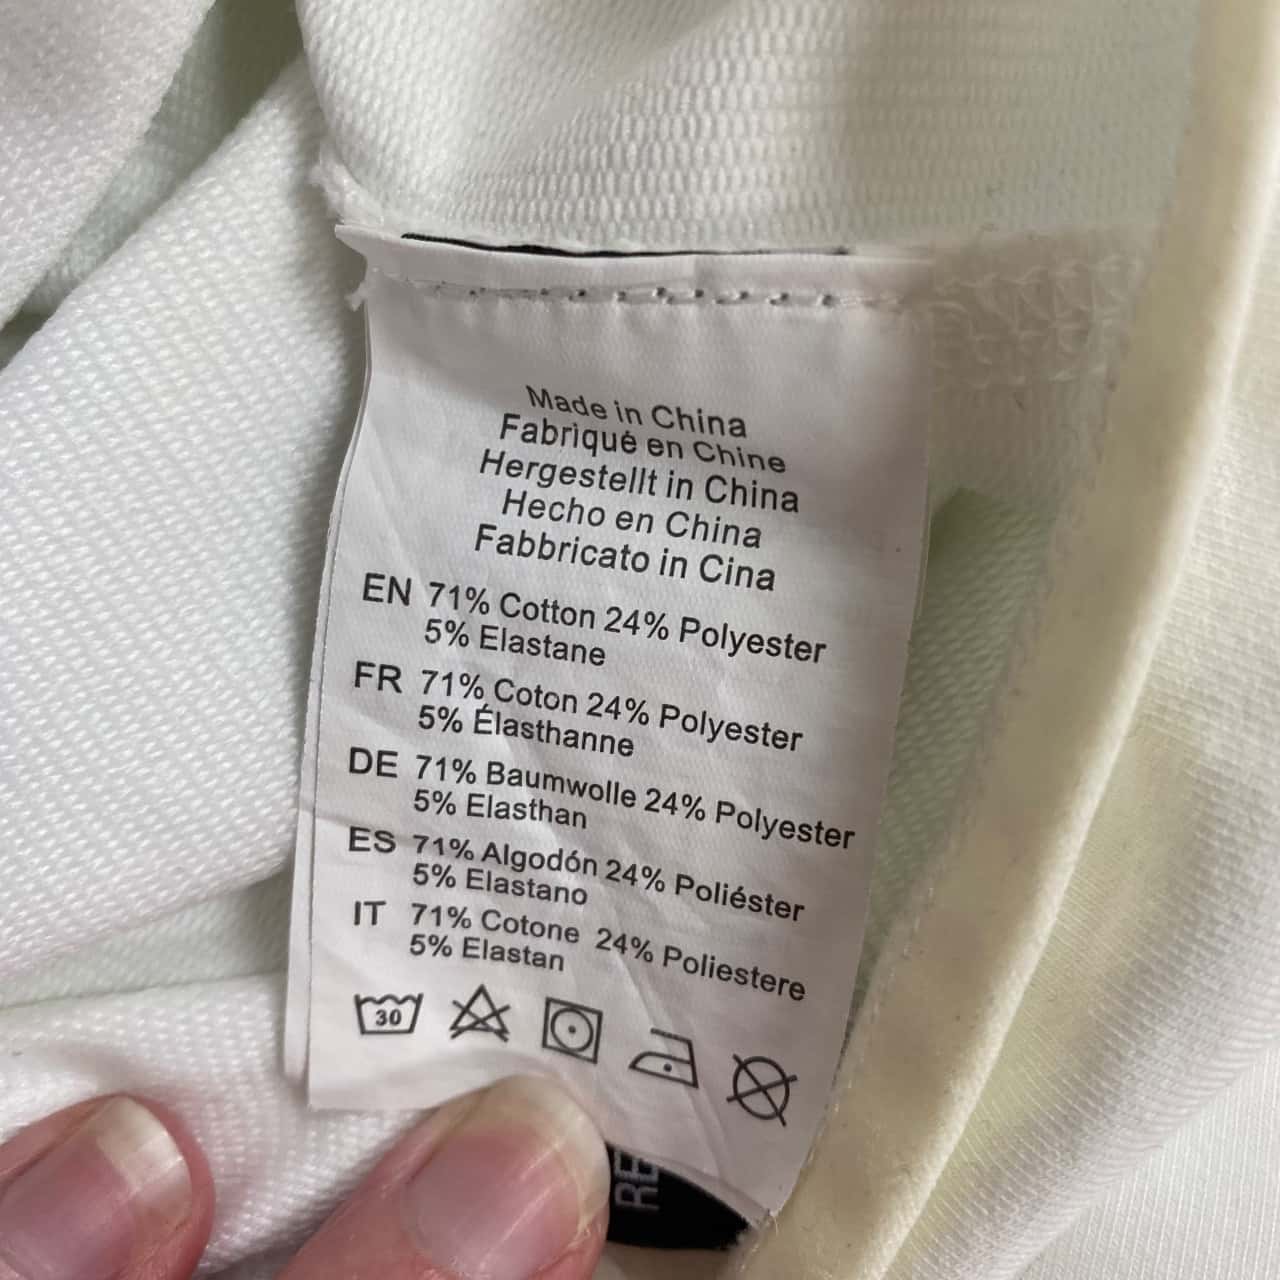 Made in China
Fabriqué en Chine
Hergestellt in China
Hecho en China
Fabbricato in Cina
EN 71% Cotton 24% Polyester
5% Elastane
FR 71% Coton 24% Polyester
5% Élasthanne
DE 71% Baumwolle 24% Polyester
5% Elasthan
ES 71% Algodón 24% Poliéster
5% Elastano
IT 71% Cotone 24% Poliestere
5% Elastan
30